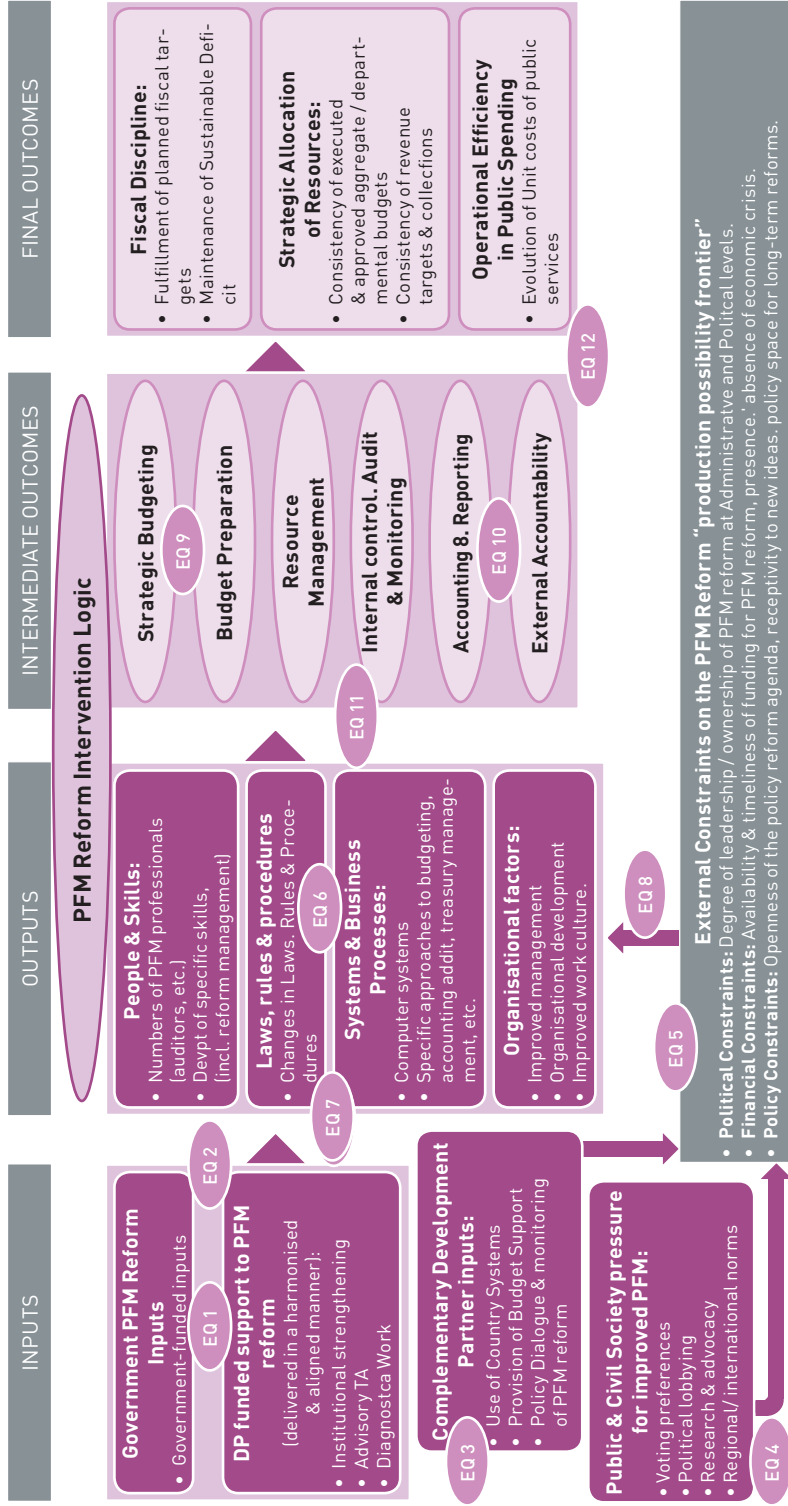 INPUTS
OUTPUTS
INTERMEDIATE OUTCOMES
FINAL OUTCOMES
PFM Reform Intervention Logic
Government PFM Reform
Inputs
• Government-funded inputs
EQ 1
EQ 2
DP funded support to PFM
reform
(delivered in a harmonised
& aligned manner):
• Institutional strengthening
• Advisory TA
• Diagnostca Work
Complementary Development
Partner inputs:
• Use of Country Systems
• Provision of Budget Support
• Policy Dialogue & monitoring
of PFM reform
EQ 3
Public & Civil Society pressure
for improved PFM:
• Voting preferences
• Political lobbying
• Research & advocacy
• Regional/ international norms
EQ 4
People & Skills:
• Numbers of PFM professionals
(auditors, etc.)
• Devpt of specific skills,
(incl. reform management)
Laws, rules & procedures
• Changes in Laws. Rules & Proce-
dures
EQ 6
EQ 7
Systems & Business
Processes:
• Computer systems
• Specific approaches to budgeting,
accounting addit, treasury manage-
ment, etc.
Organisational factors:
• Improved management
• Organisational development
• Improved work culture.
EQ 8
EQ 5
Strategic Budgeting
EQ 9
Budget Preparation
Resource
Management
Internal control. Audit
& Monitoring
EQ 11
Accounting 8. Reporting
EQ 10
External Accountability
Fiscal Discipline:
• Fulfillment of planned fiscal tar-
gets
• Maintenance of Sustainable Defi-
cit
Strategic Allocation
of Resources:
• Consistency of executed
& approved aggregate / depart-
mental budgets
• Consistency of revenue
targets & collections
Operational Efficiency
in Public Spending
• Evolution of Unit costs of public
services
EQ 12
External Constraints on the PFM Reform “production possibility frontier”
• Political Constraints: Degree of leadership / ownership of PFM reform at Administratve and Politcal levels.
• Financial Constraints: Availability & timeliness of funding for PFM reform, presence.’ absence of economic crisis.
• Policy Constraints: Openness of the policy reform agenda, receptivity to new ideas. policy space for long-term reforms.